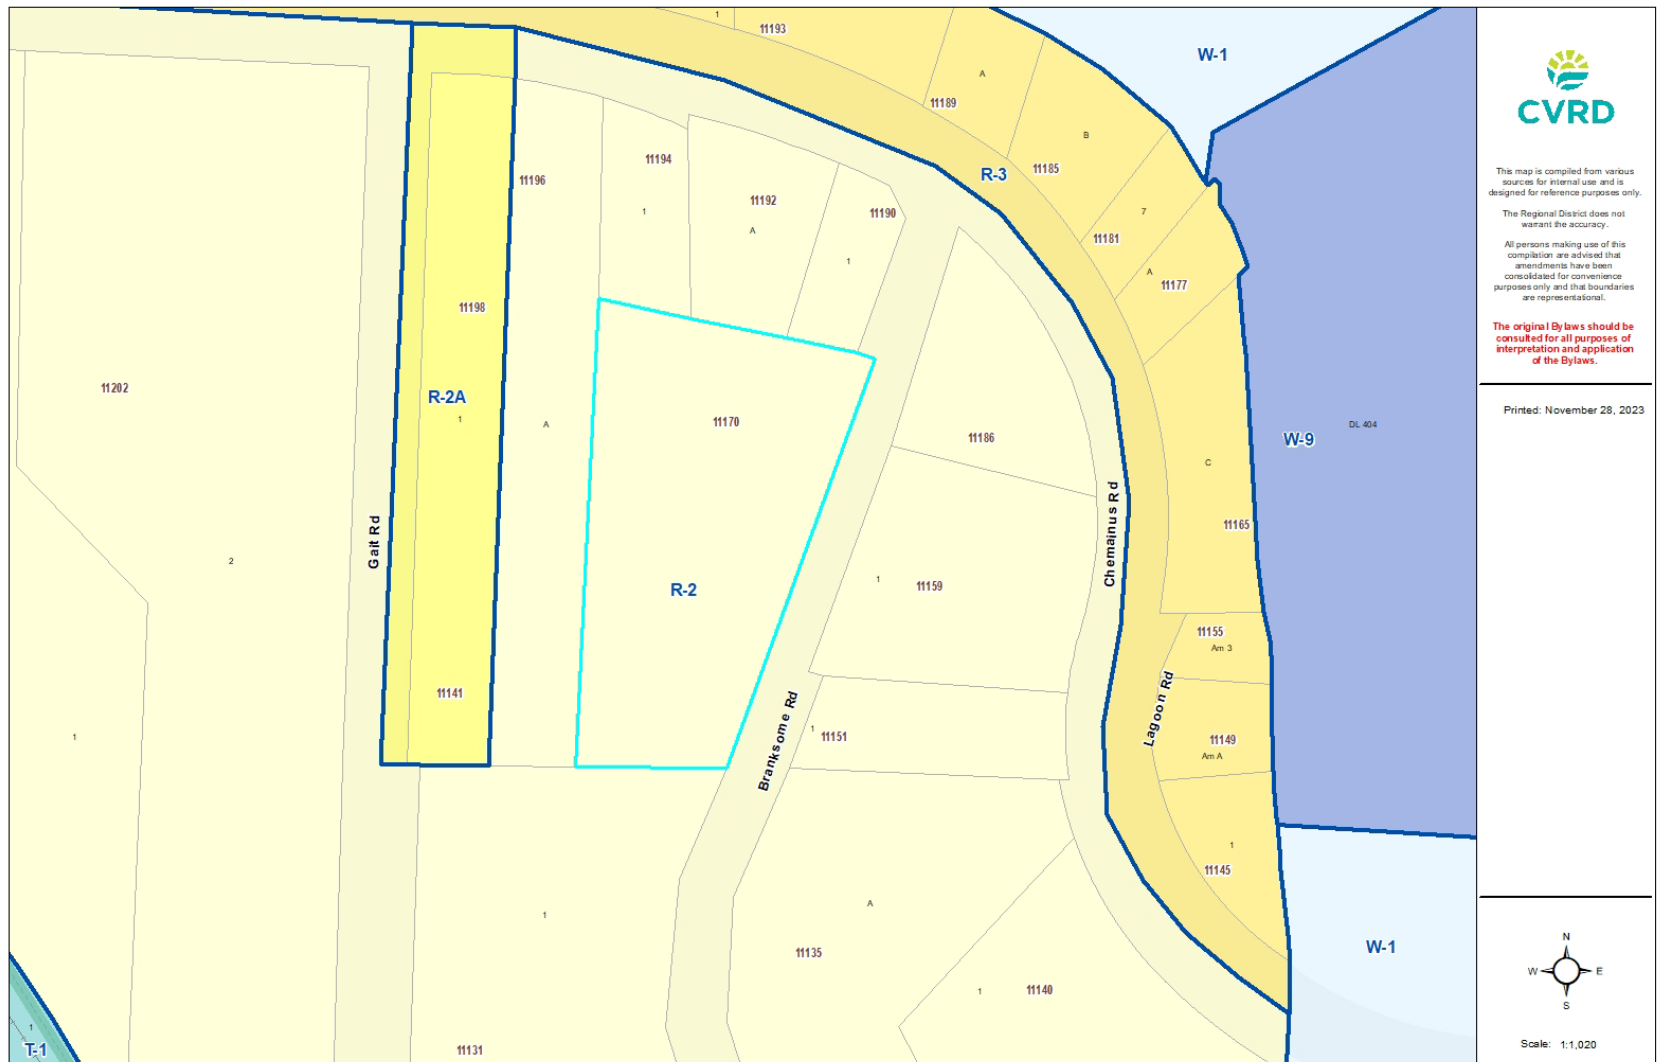 1
11193
W-1
A
11189
B
11185
R-3
11194
11196
11192
1
A
11190
7
11181
1
A
11177
11198
11202
R-2A
1
A
11170
11186
W-9
DL 404
C
11165
Gait Rd
Chemainus Rd
2
R-2
1
11159
11155
Am 3
11141
Lagoon Rd
Branksome Rd
1
1
11151
11149
Am A
1
11145
1
A
11135
W-1
1
11140
1
T-1
11131
CVRD
This map is compiled from various
sources for internal use and is
designed for reference purposes only.
The Regional District does not
warrant the accuracy.
All persons making use of this
compilation are advised that
amendments have been
consolidated for convenience
purposes only and that boundaries
are representational.
The original Bylaws should be
consulted for all purposes of
interpretation and application
of the Bylaws.
Printed: November 28, 2023
N
W E
S
Scale: 1:1,020